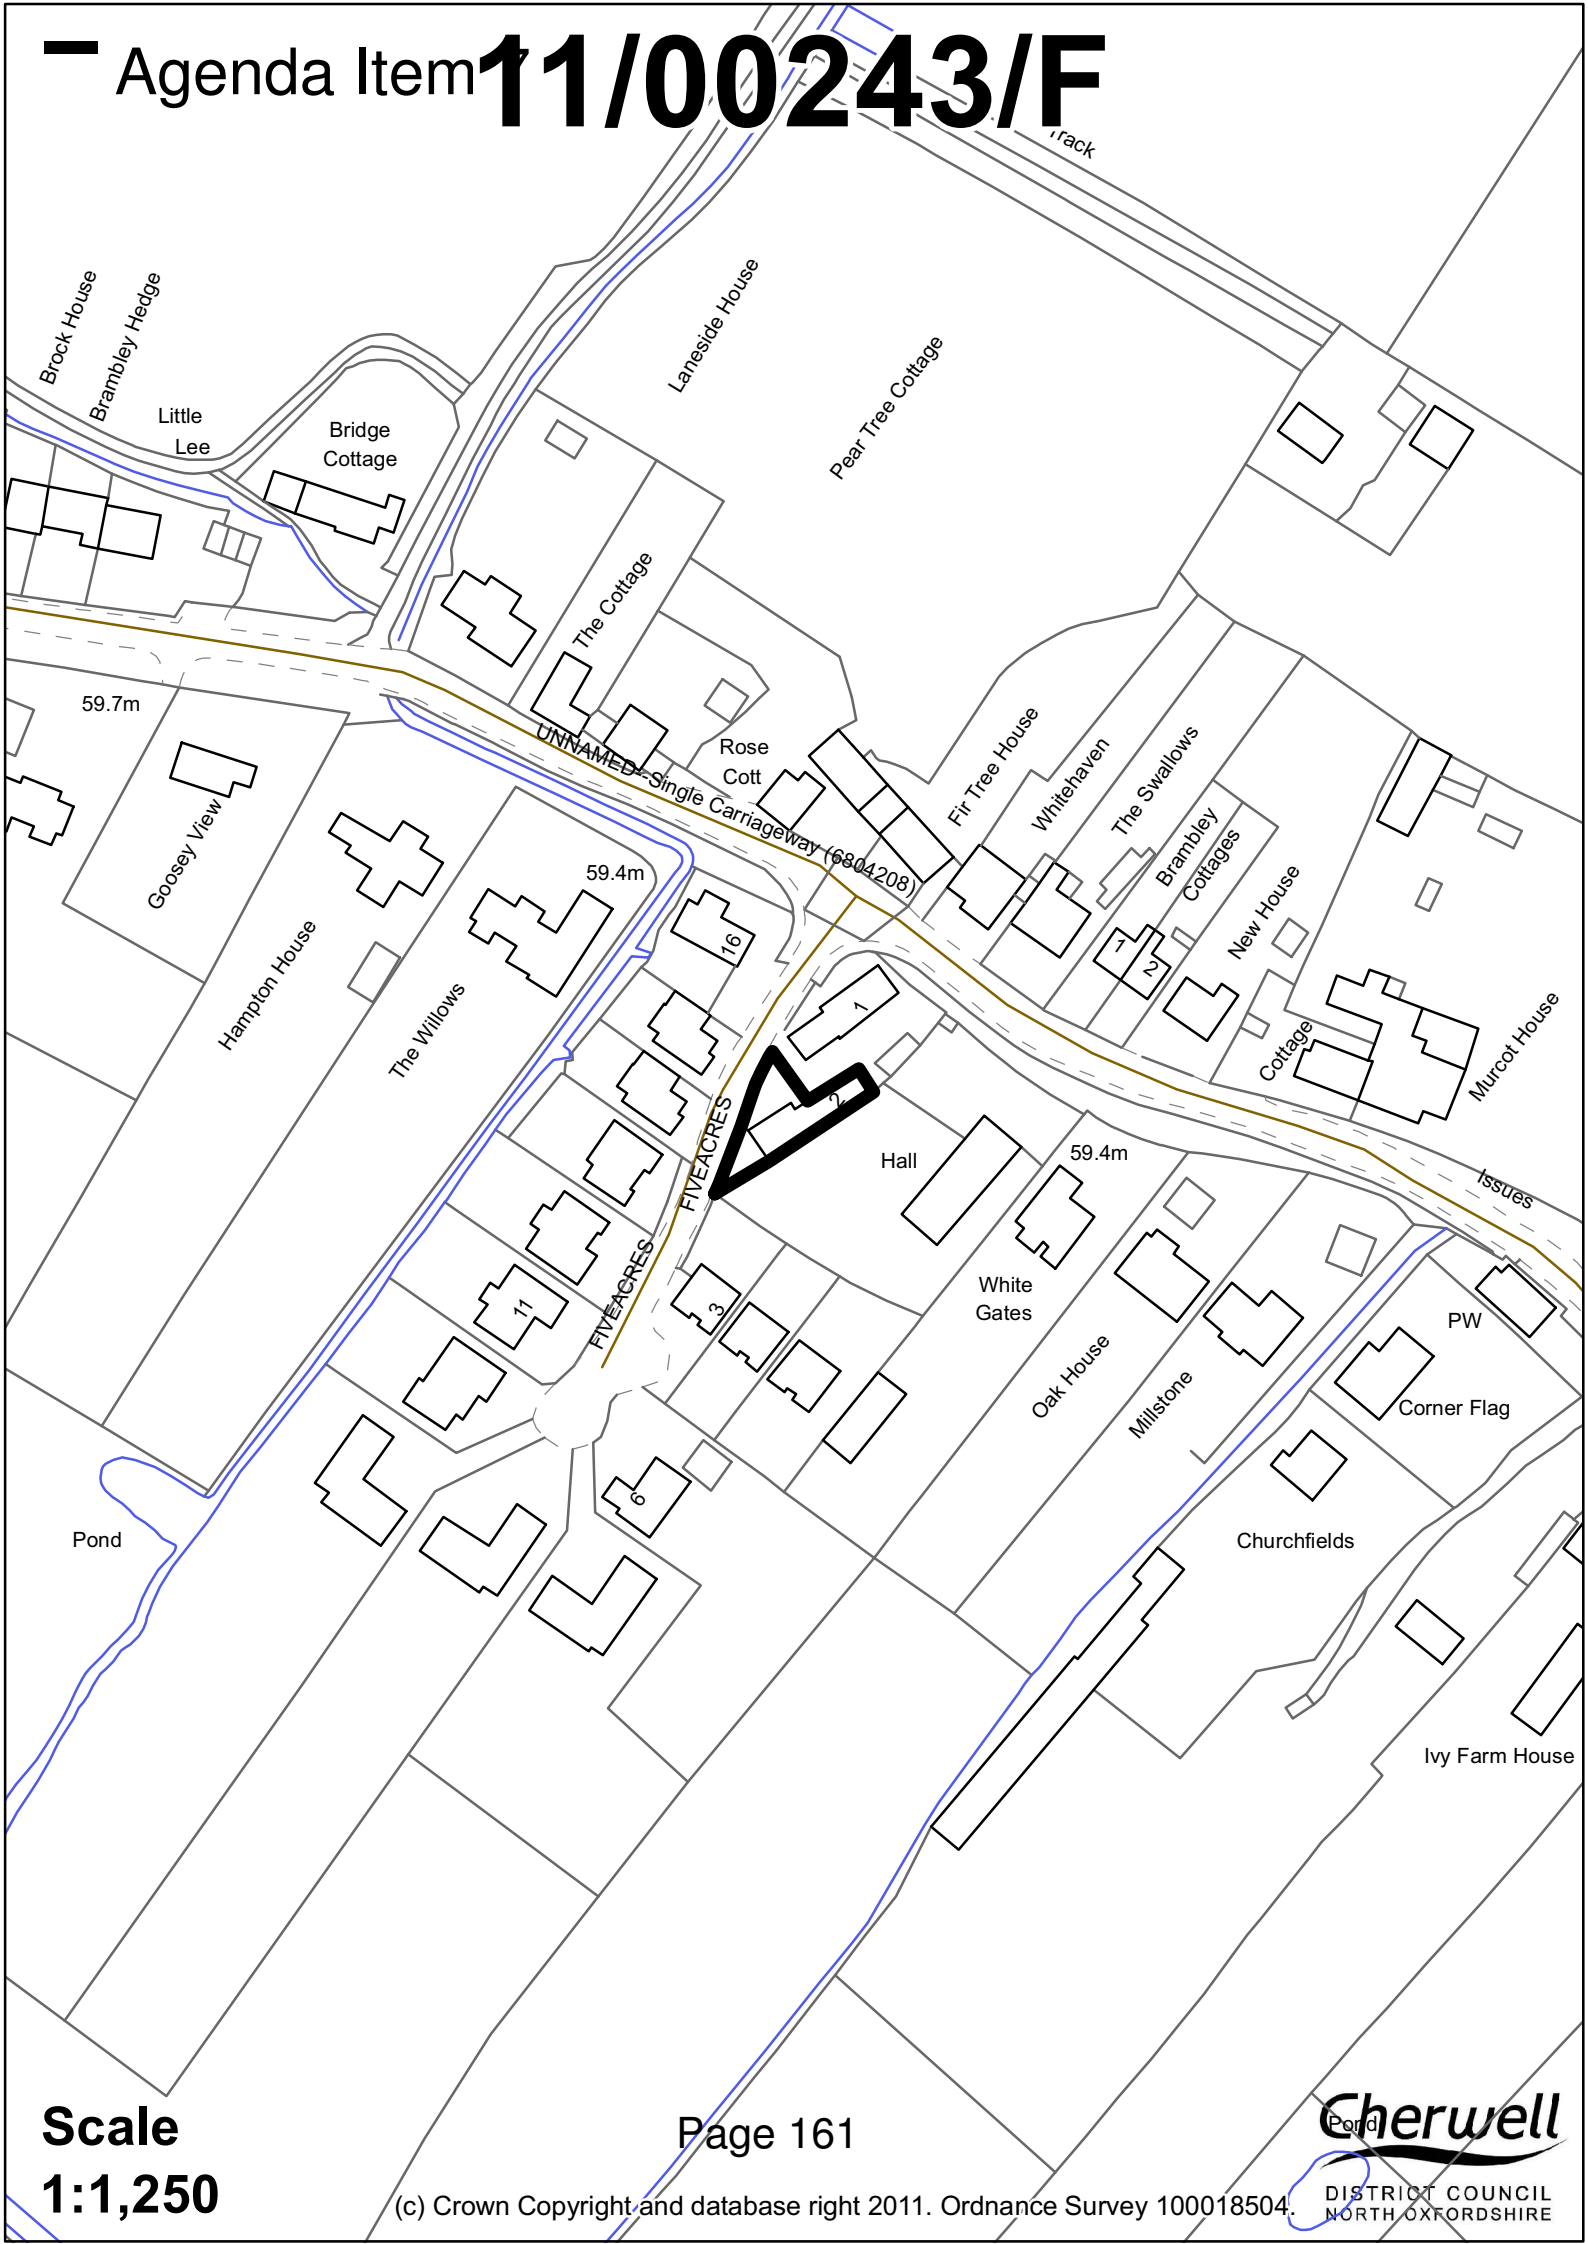 Agenda Item 7
11/00243/F
Track
Brock House
Brambley Hedge
Little
Lee
Bridge
Cottage
Laneside House
Pear Tree Cottage
The Cottage
59.7m
UNNAMED--Single Carriageway (6804208)
Rose
Cott
Fir Tree House
Whitehaven
The Swallows
Brambley
Cottages
1
2
New House
Goosey View
59.4m
16
Hampton House
The Willows
1
Cottage
Murcot House
2
FIVEACRES
Hall
59.4m
Issues
FIVEACRES
11
3
White
Gates
PW
Oak House
Millstone
Corner Flag
6
Pond
Churchfields
Ivy Farm House
Scale
1:1,250
Page 161
Pond
Cherwell
DISTRICT COUNCIL
NORTH OXFORDSHIRE
(c) Crown Copyright and database right 2011. Ordnance Survey 100018504.